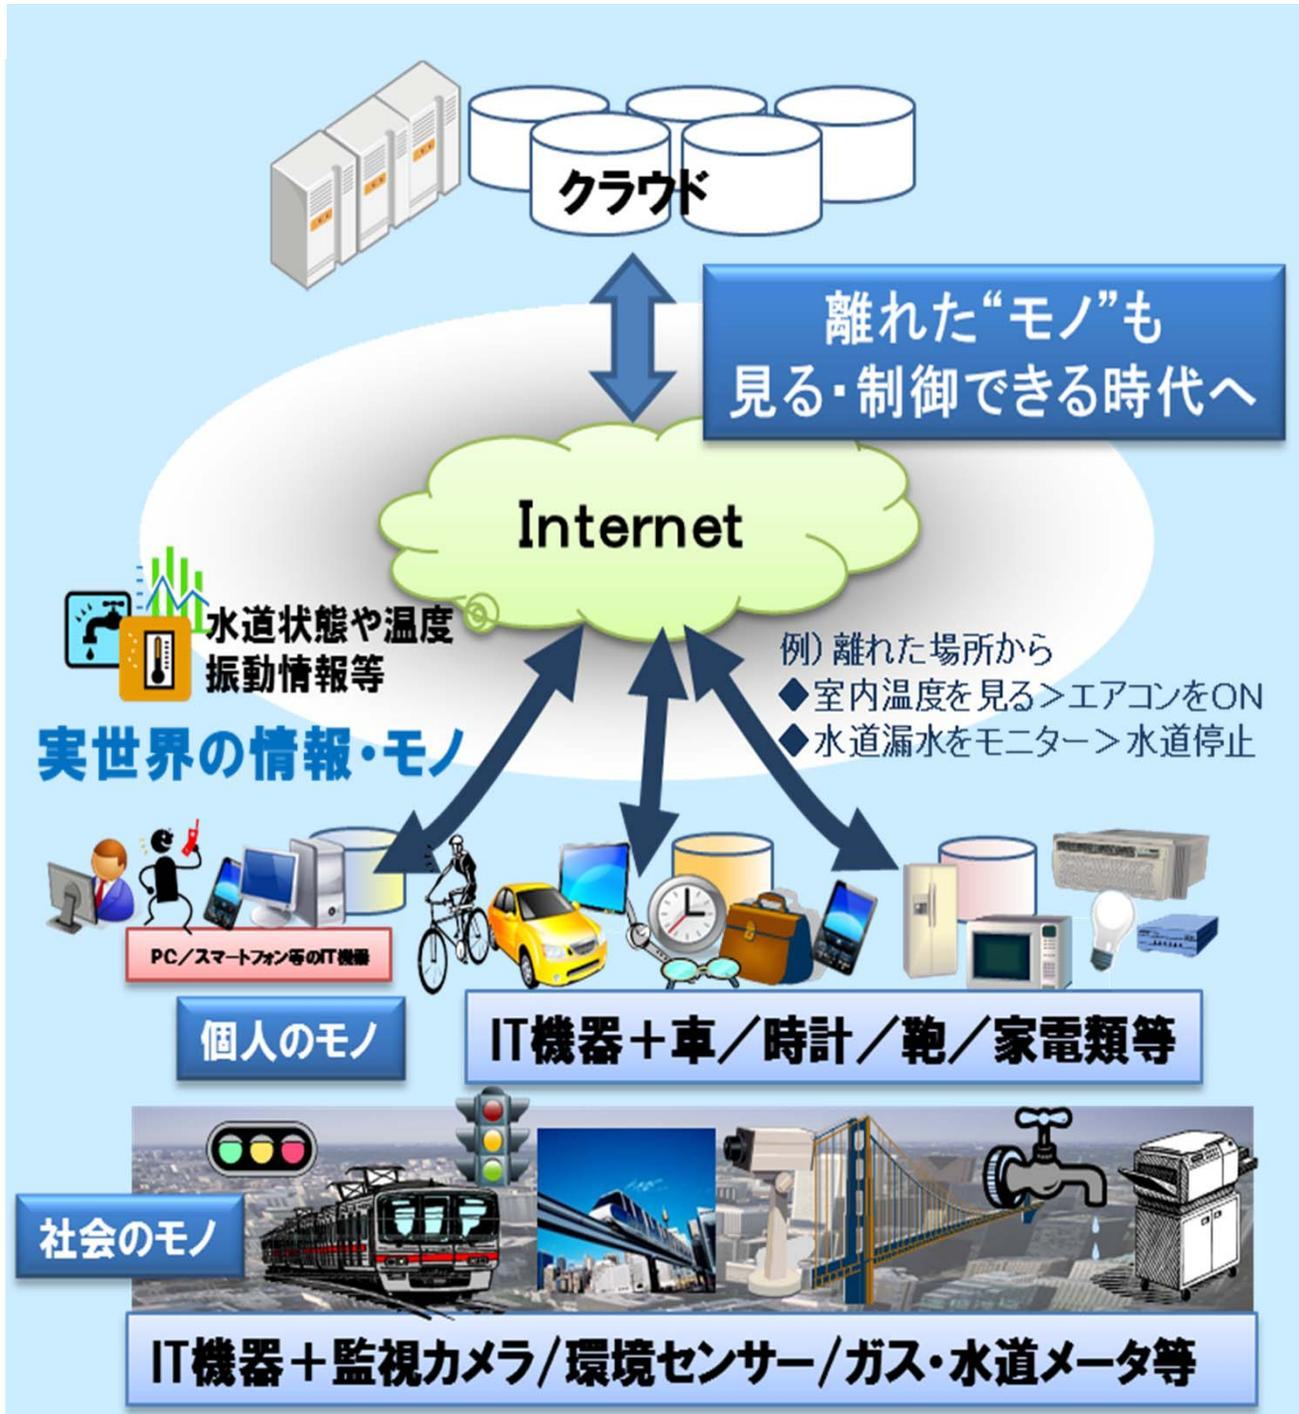 クラウド
離れた“モノ”も
見る・制御できる時代へ
Internet
水道状態や温度
振動情報等
実世界の情報・モノ
例）離れた場所から
◆室内温度を見る＞エアコンをON
◆水道漏水をモニター＞水道停止
PC／スマートフォン等のIT機器
個人のモノ
IT機器＋車／時計／鞄／家電類等
社会のモノ
IT機器＋監視カメラ/環境センサー/ガス・水道メータ等